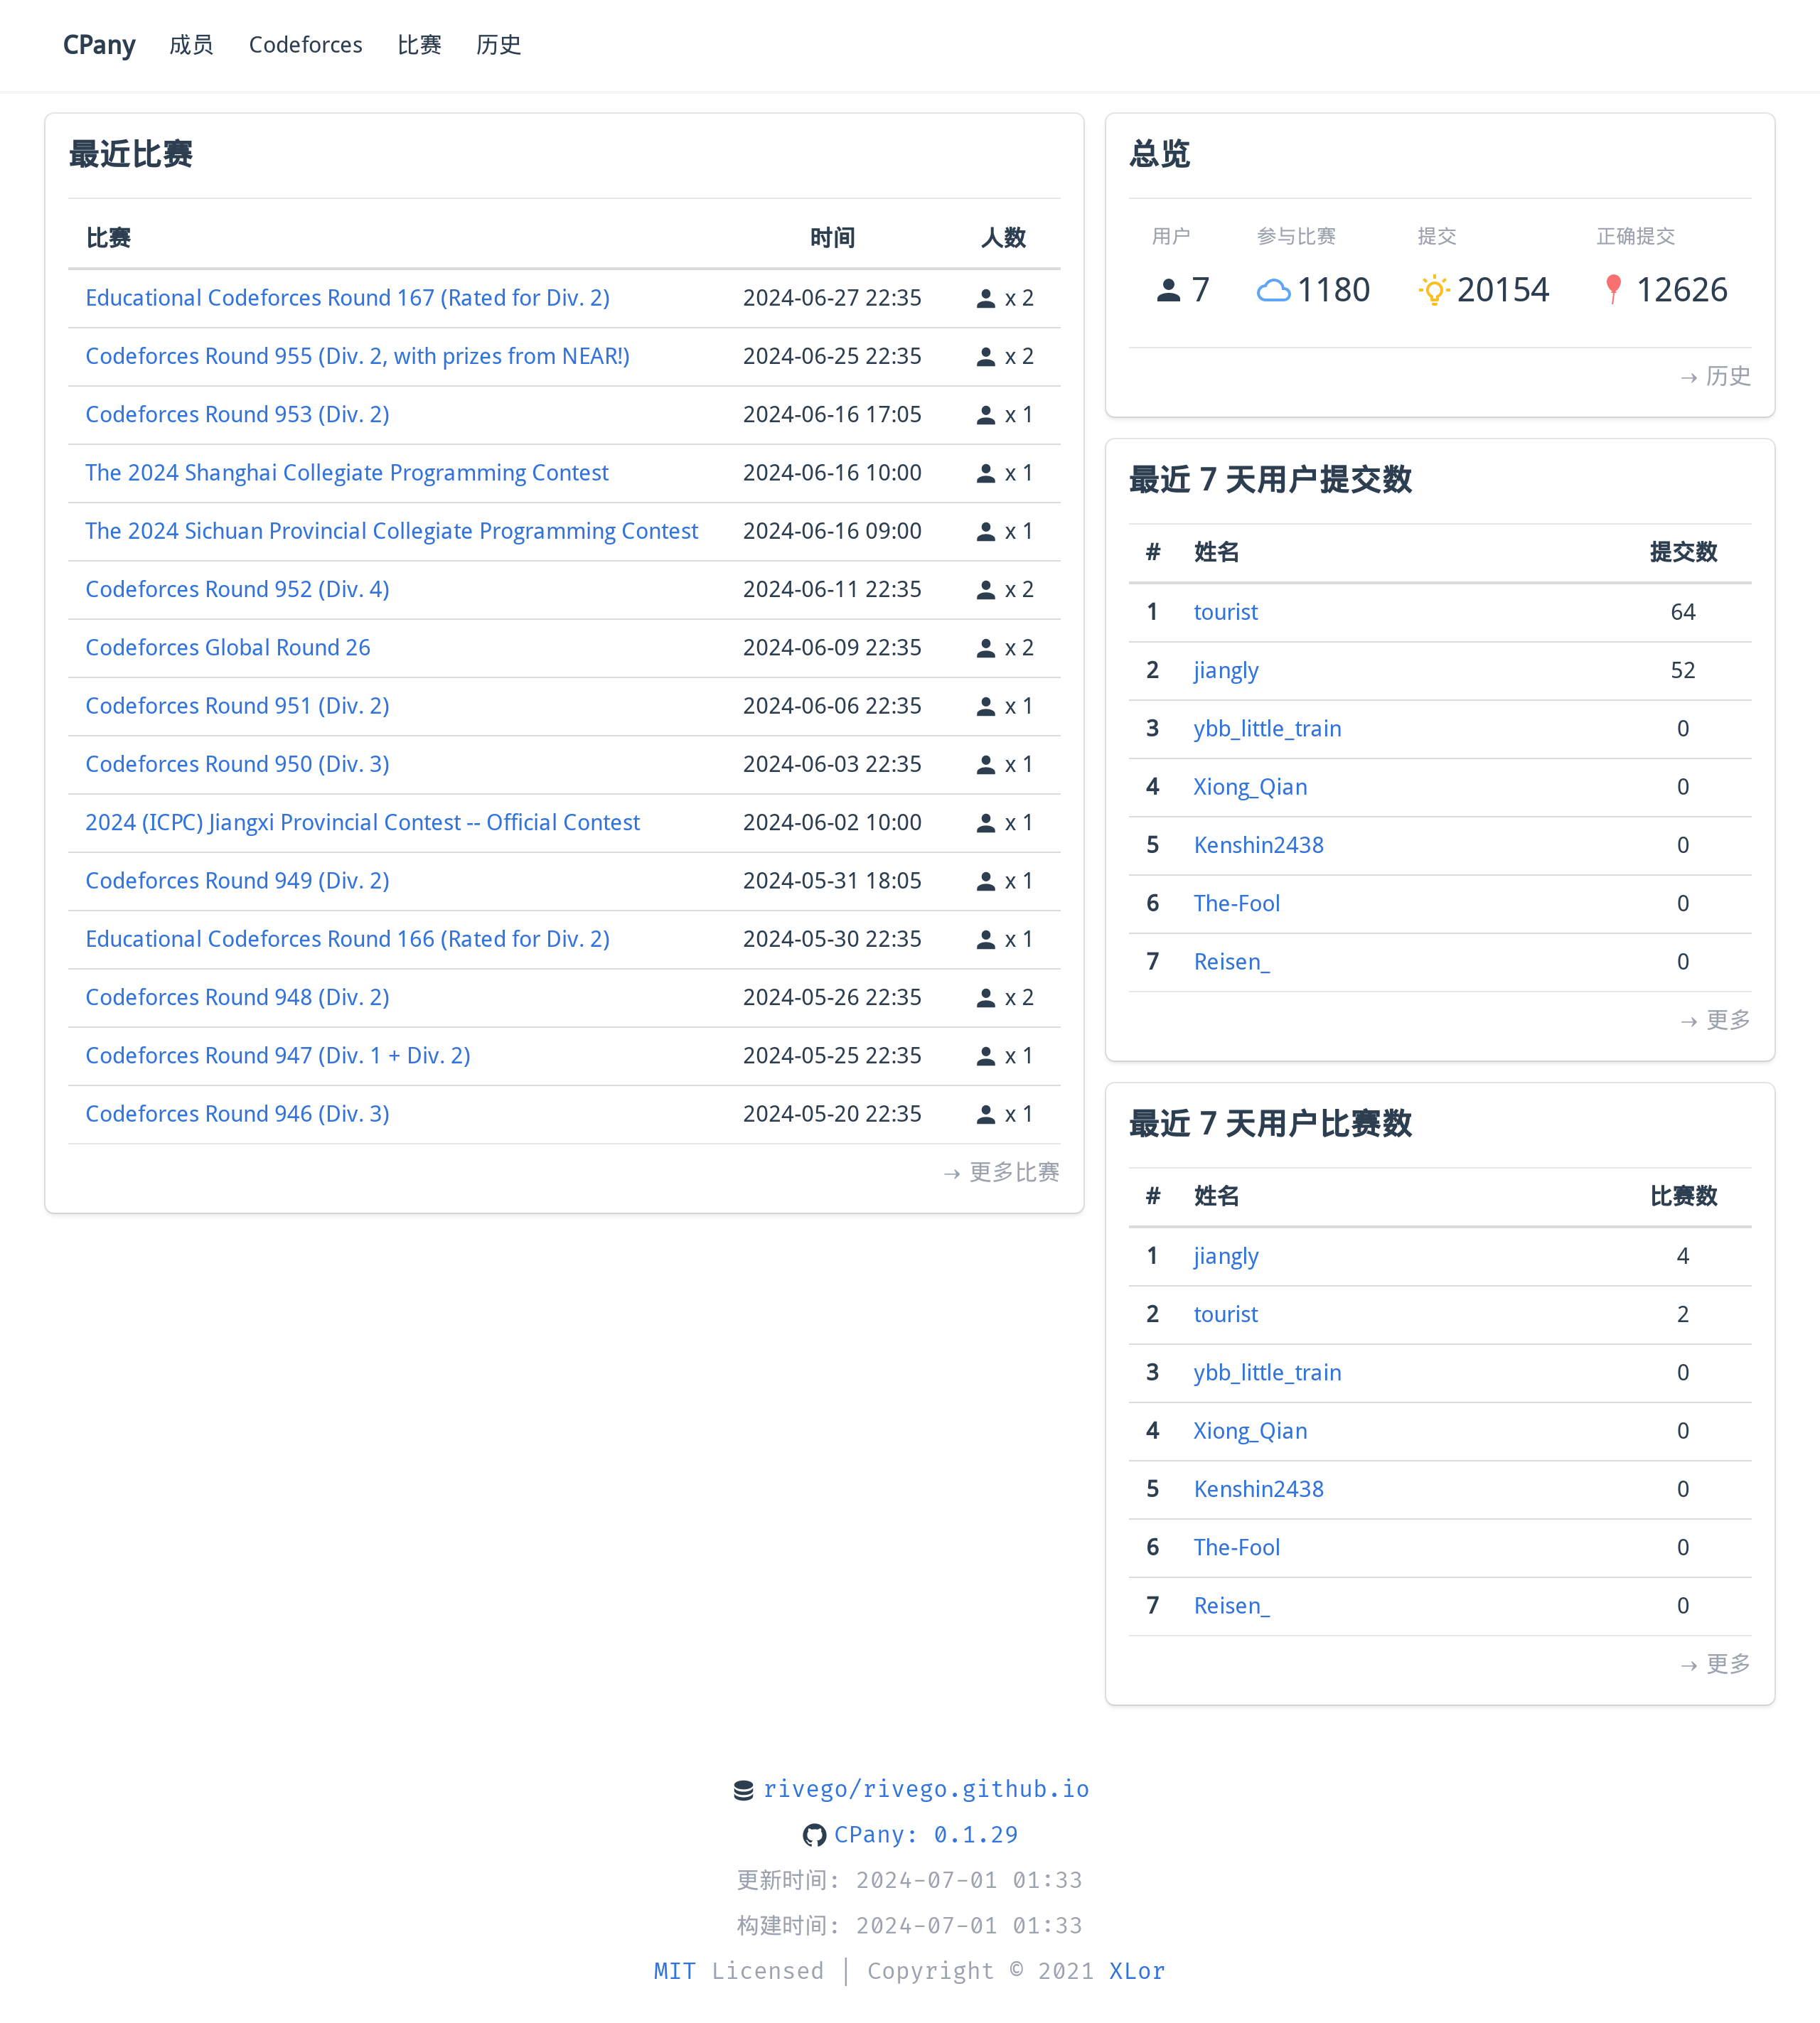 CPany 成员 Codeforces 比赛 历史
最近比赛
比赛 时间 人数
Educational Codeforces Round 167 (Rated for Div. 2) 2024-06-27 22:35 x 2
Codeforces Round 955 (Div. 2, with prizes from NEAR!) 2024-06-25 22:35 x 2
Codeforces Round 953 (Div. 2) 2024-06-16 17:05 x 1
The 2024 Shanghai Collegiate Programming Contest 2024-06-16 10:00 x 1
The 2024 Sichuan Provincial Collegiate Programming Contest 2024-06-16 09:00 x 1
Codeforces Round 952 (Div. 4) 2024-06-11 22:35 x 2
Codeforces Global Round 26 2024-06-09 22:35 x 2
Codeforces Round 951 (Div. 2) 2024-06-06 22:35 x 1
Codeforces Round 950 (Div. 3) 2024-06-03 22:35 x 1
2024 (ICPC) Jiangxi Provincial Contest -- Official Contest 2024-06-02 10:00 x 1
Codeforces Round 949 (Div. 2) 2024-05-31 18:05 x 1
Educational Codeforces Round 166 (Rated for Div. 2) 2024-05-30 22:35 x 1
Codeforces Round 948 (Div. 2) 2024-05-26 22:35 x 2
Codeforces Round 947 (Div. 1 + Div. 2) 2024-05-25 22:35 x 1
Codeforces Round 946 (Div. 3) 2024-05-20 22:35 x 1
→ 更多比赛
总览
用户 参与比赛 提交 正确提交
7 1180 20154 12626
→ 历史
最近 7 天用户提交数
# 姓名 提交数
1 tourist 64
2 jiangly 52
3 ybb_little_train 0
4 Xiong_Qian 0
5 Kenshin2438 0
6 The-Fool 0
7 Reisen_ 0
→ 更多
最近 7 天用户比赛数
# 姓名 比赛数
1 jiangly 4
2 tourist 2
3 ybb_little_train 0
4 Xiong_Qian 0
5 Kenshin2438 0
6 The-Fool 0
7 Reisen_ 0
→ 更多
rivego/rivego.github.io
CPany: 0.1.29
更新时间: 2024-07-01 01:33
构建时间: 2024-07-01 01:33
MIT Licensed | Copyright © 2021 XLor